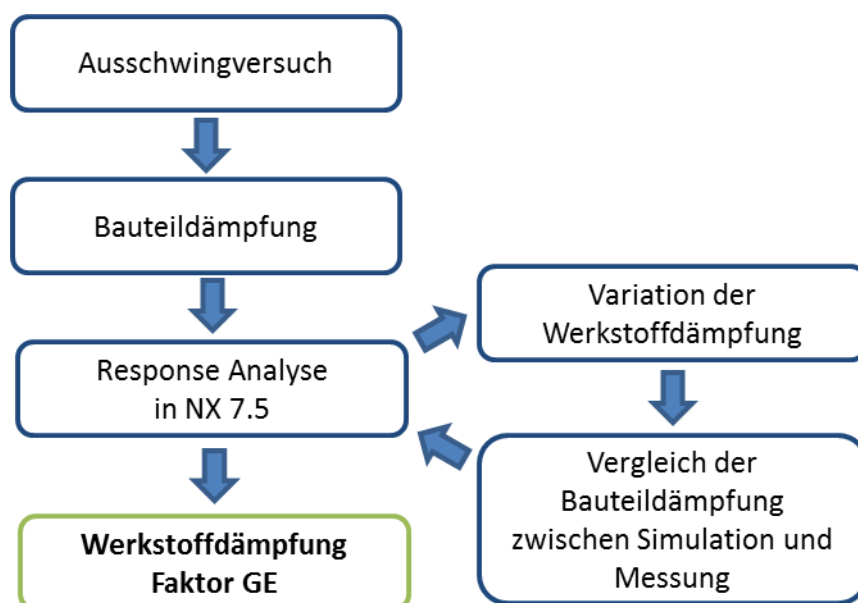 Ausschwingversuch
Bauteildämpfung
Response Analyse
in NX 7.5
Werkstoffdämpfung
Faktor GE
Variation der
Werkstoffdämpfung
Vergleich der
Bauteildämpfung
zwischen Simulation und
Messung